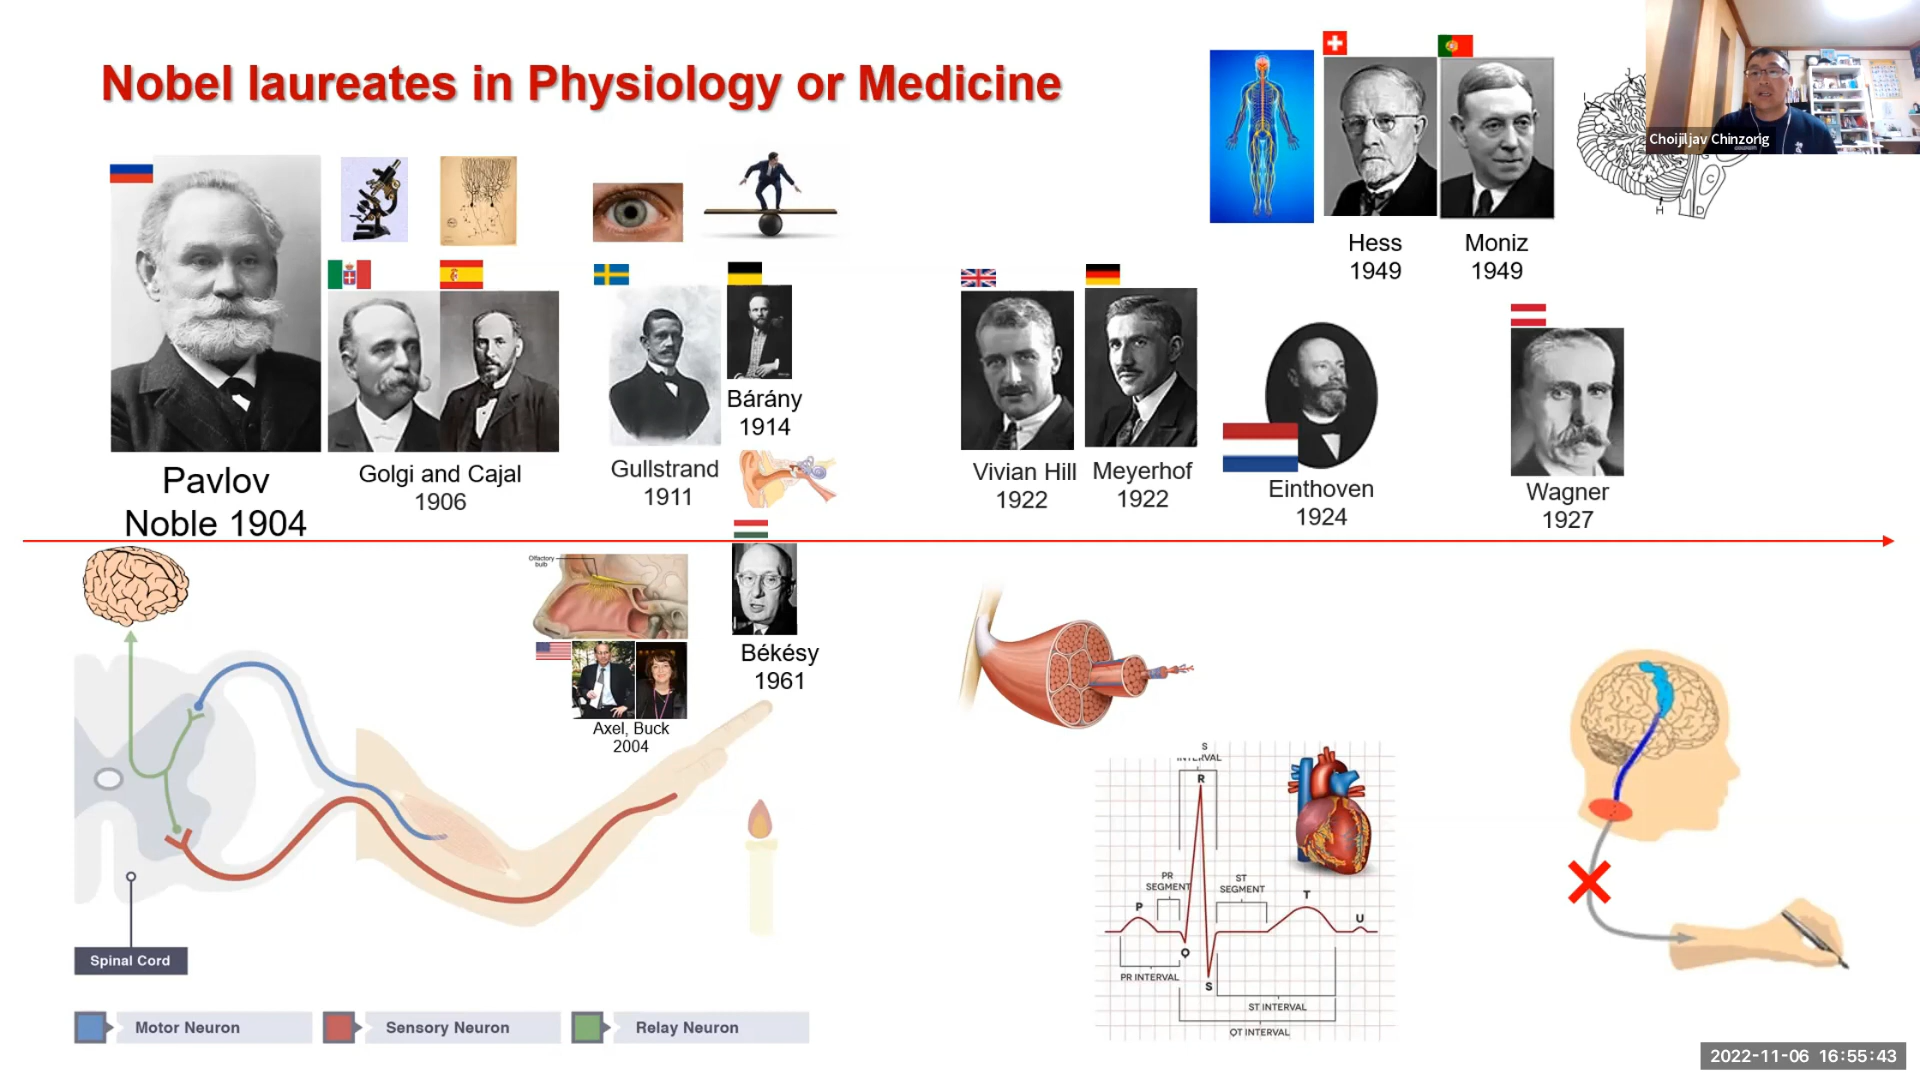 Nobel laureates in Physiology or Medicine
Choijiljav Chinzorig
I
C
H
D
Hess
1949
Moniz
1949
Pavlov
Noble 1904
Golgi and Cajal
1906
Gullstrand
1911
Bárány
1914
Vivian Hill
1922
Meyerhof
1922
Einthoven
1924
Wagner
1927
Olfactory
bulb
Axel, Buck
2004
Békésy
1961
Spinal Cord
Motor Neuron
Sensory Neuron
Relay Neuron
S
INTERVAL
R
PR
SEGMENT
ST
SEGMENT
P
T
U
Q
S
PR INTERVAL
ST INTERVAL
QT INTERVAL
2022-11-06 16:55:43